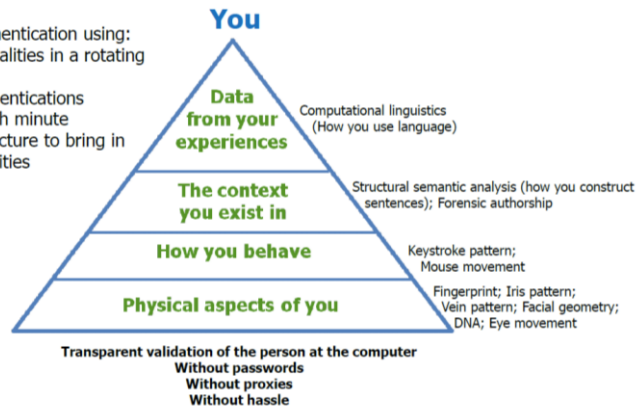 You
nentication using:
alities in a rotating
entications
h minute
cture to bring in
ities
Data
from your
experiences
Computational linguistics
(How you use language)
The context
you exist in
Structural semantic analysis (how you construct
sentences); Forensic authorship
How you behave
Keystroke pattern;
Mouse movement
Physical aspects of you
Fingerprint; Iris pattern;
Vein pattern; Facial geometry;
DNA; Eye movement
Transparent validation of the person at the computer
Without passwords
Without proxies
Without hassle